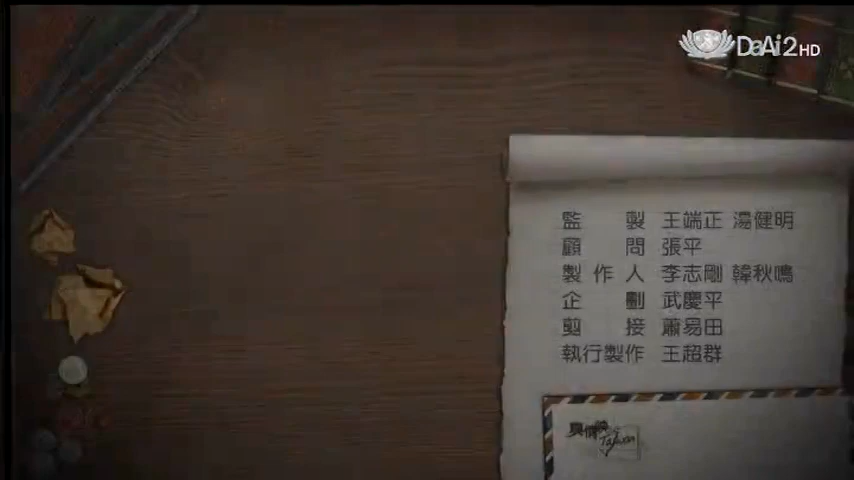 DaAi2HD
監製 王端正 湯健明
顧問 張平
製作人 李志剛 韓秋鳴
企劃 武慶平
剪接 蕭易田
執行製作 王超群